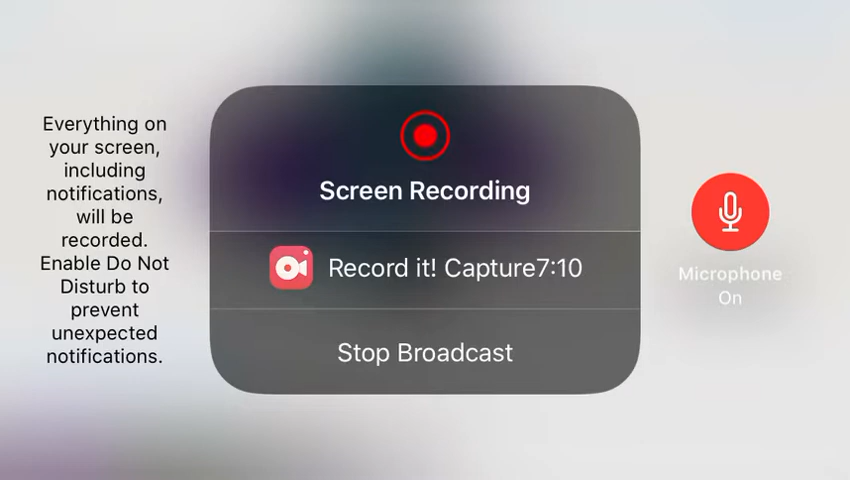 Everything on
your screen,
including
notifications,
will be
recorded.
Enable Do Not
Disturb to
prevent
unexpected
notifications.
Screen Recording
Record it! Capture7:10
Stop Broadcast
Microphone
On